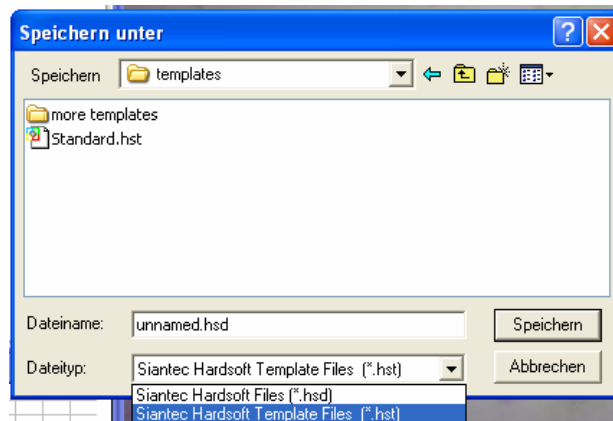 Speichern unter
Speichern templates
more templates
Standard.hst
Dateiname: unnamed.hsd Speichern
Dateityp: Siantec Hardsoft Template Files (*.hst) Abbrechen
Siantec Hardsoft Files (*.hsd)
Siantec Hardsoft Template Files (*.hst)